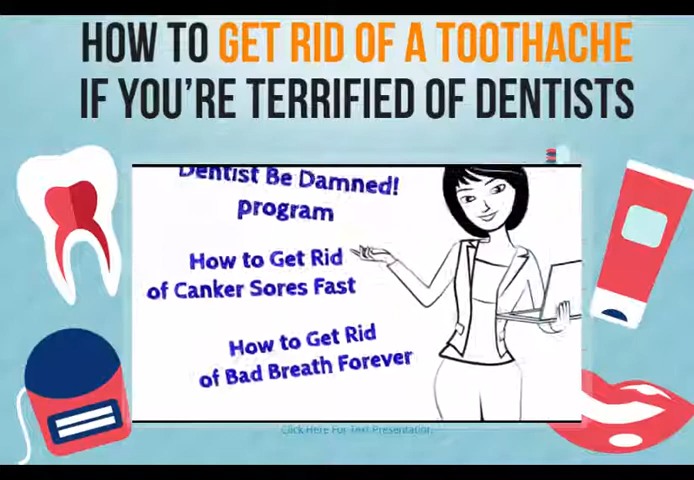 HOW TO GET RID OF A TOOTHACHE
IF YOU'RE TERRIFIED OF DENTISTS
Dentist Be Damned!
program
How to Get Rid
of Canker Sores Fast
How to Get Rid
of Bad Breath Forever
Click Here For Text Presentation